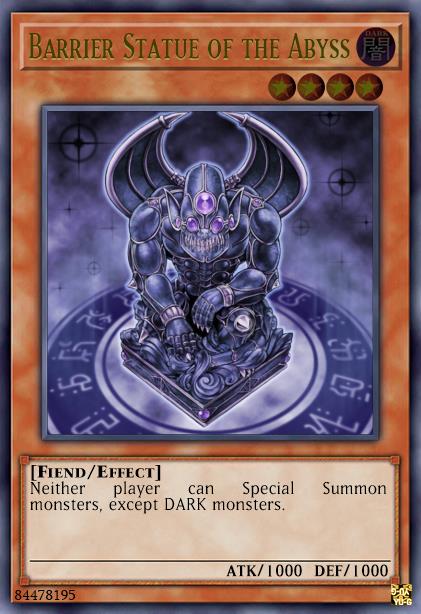 BARRIER STATUE OF THE ABYSS
DARK
闇
[FIEND/EFFECT]
Neither player can Special Summon
monsters, except DARK monsters.
ATK/1000 DEF/1000
84478195